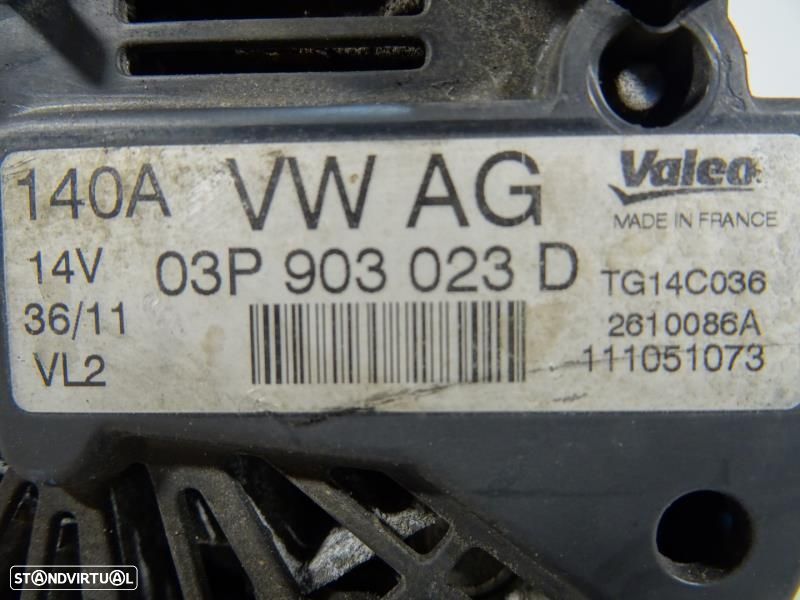 140A VW AG Valeo
MADE IN FRANCE
14V 03P 903 023 D TG14C036
36/11 2610086A
VL2 111051073
STANDVIRTUAL